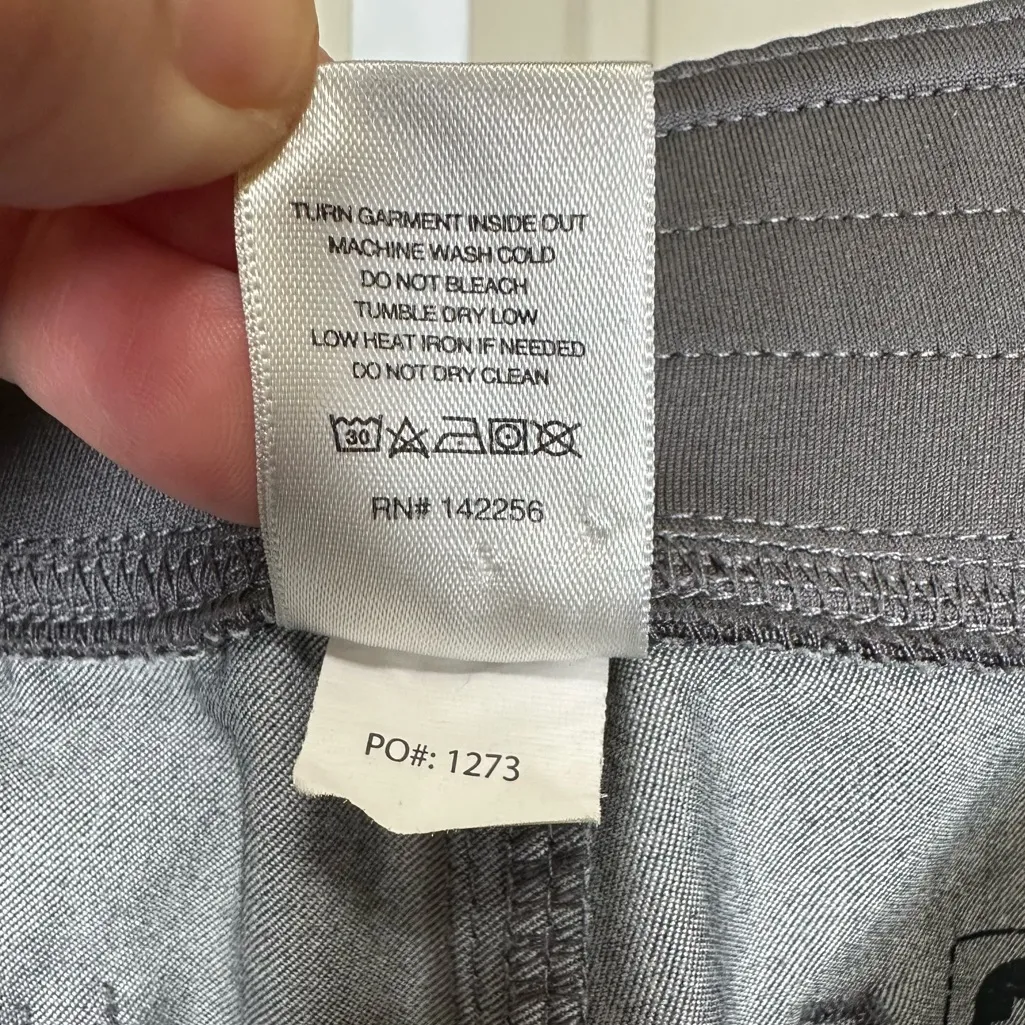 TURN GARMENT INSIDE OUT
MACHINE WASH COLD
DO NOT BLEACH
TUMBLE DRY LOW
LOW HEAT IRON IF NEEDED
DO NOT DRY CLEAN
30
RN# 142256
PO#: 1273